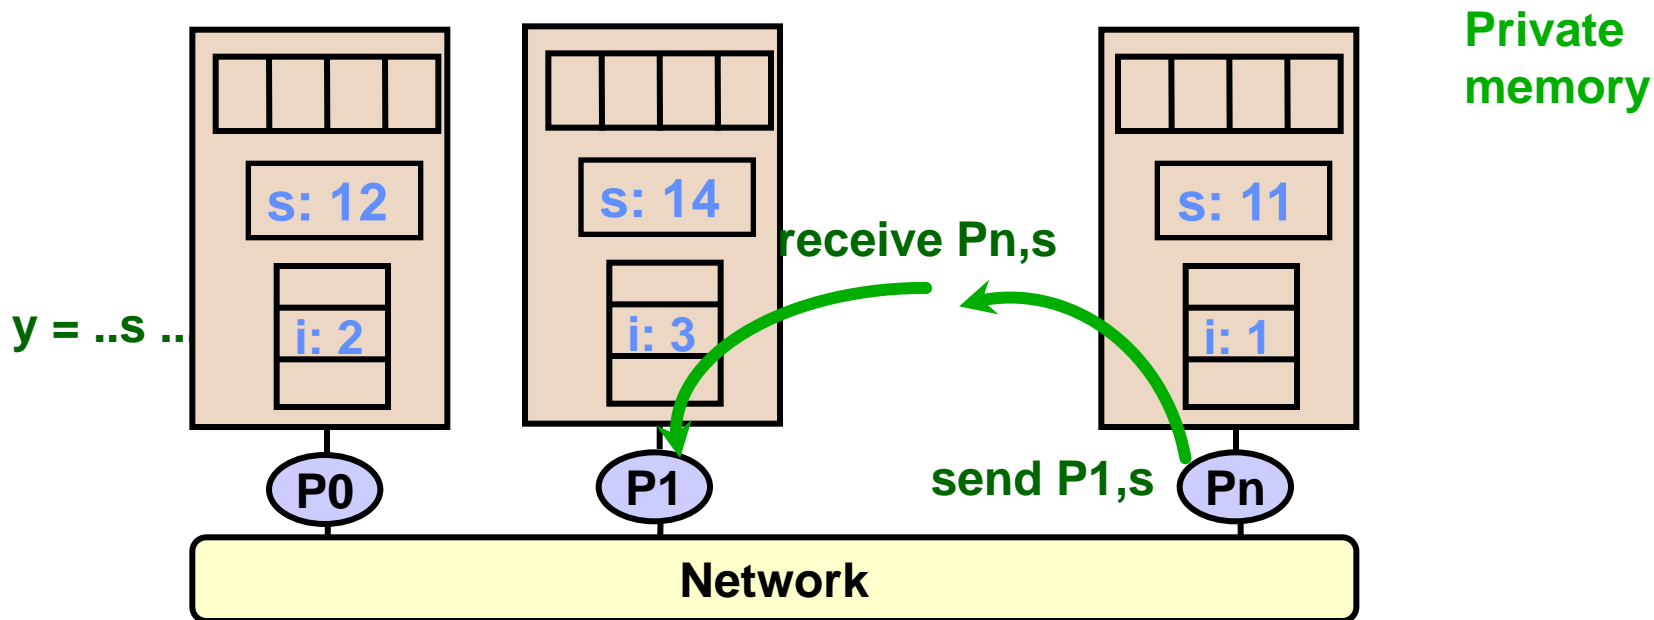 Private
memory
s: 12
s: 14
s: 11
receive Pn,s
y = ..s ...
i: 2
i: 3
i: 1
send P1,s
P0
P1
Pn
Network